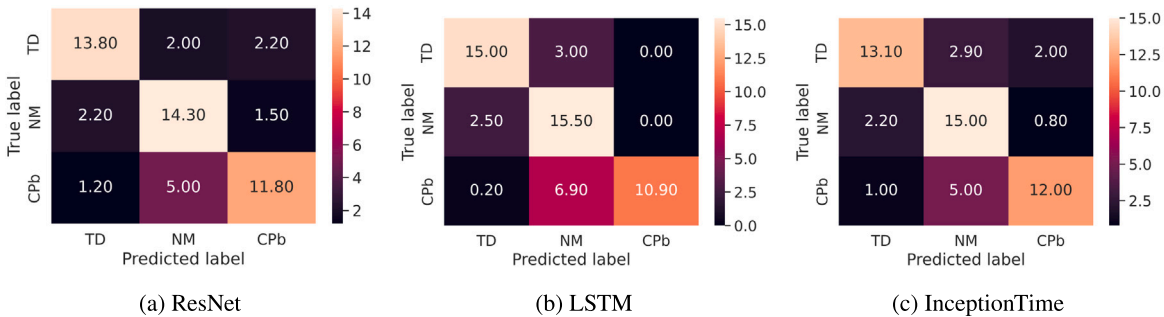 TD 13.80 2.00 2.20
NM 2.20 14.30 1.50
CPb 1.20 5.00 11.80
True label
TD NM CPb
Predicted label
14
12
10
8
6
4
2
(a) ResNet
TD 15.00 3.00 0.00
NM 2.50 15.50 0.00
CPb 0.20 6.90 10.90
True label
TD NM CPb
Predicted label
15.0
12.5
10.0
7.5
5.0
2.5
0.0
(b) LSTM
TD 13.10 2.90 2.00
NM 2.20 15.00 0.80
CPb 1.00 5.00 12.00
True label
TD NM CPb
Predicted label
15.0
12.5
10.0
7.5
5.0
2.5
(c) InceptionTime